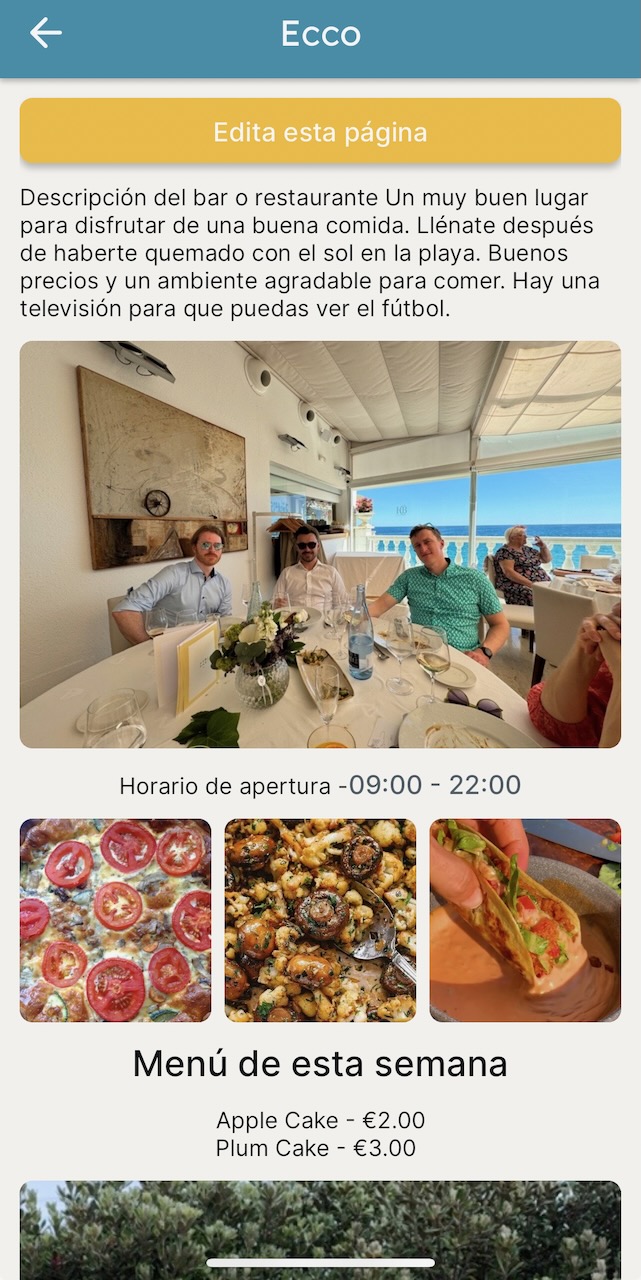 Ecco
Edita esta página
Descripción del bar o restaurante Un muy buen lugar
para disfrutar de una buena comida. Llénate después
de haberte quemado con el sol en la playa. Buenos
precios y un ambiente agradable para comer. Hay una
televisión para que puedas ver el fútbol.
Horario de apertura -09:00 - 22:00
Menú de esta semana
Apple Cake - €2.00
Plum Cake - €3.00